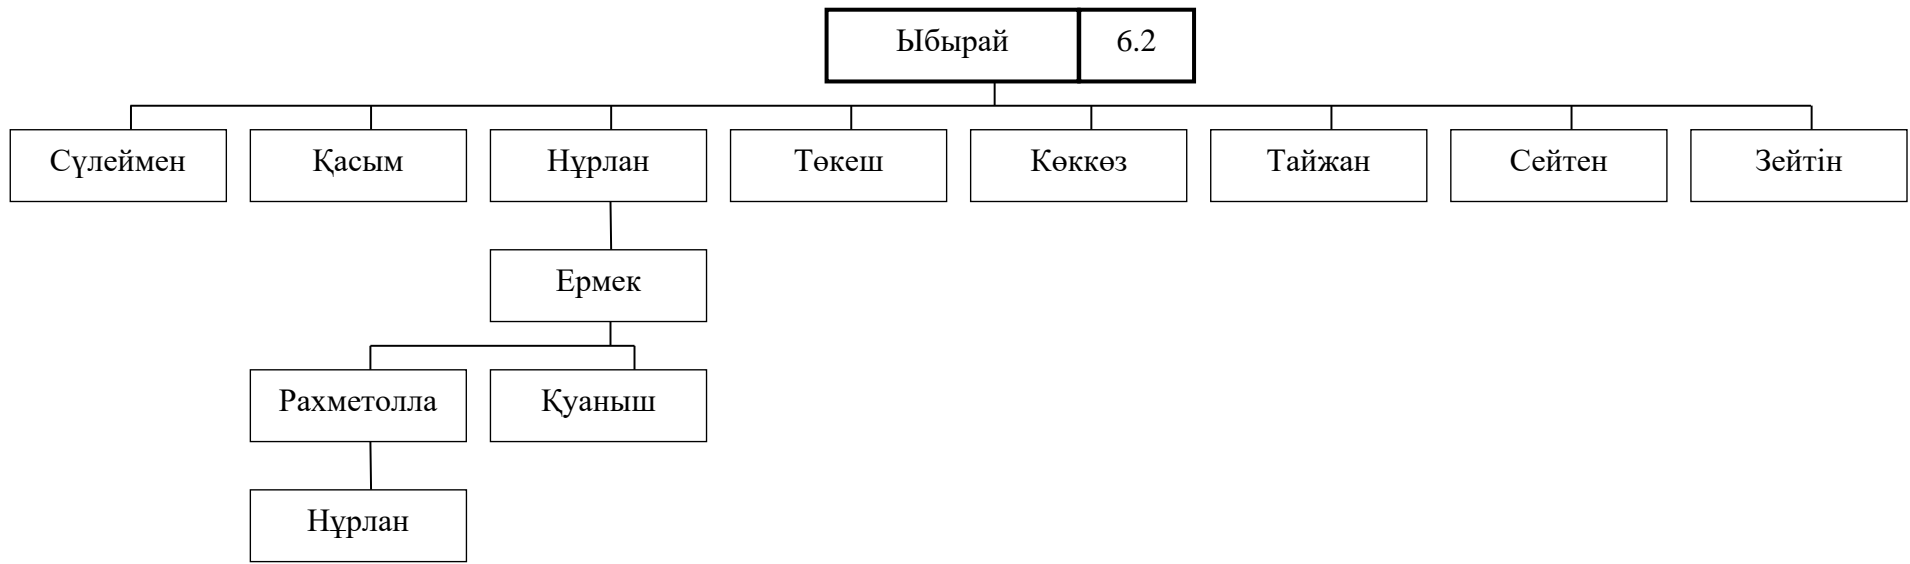 Ыбырай 6.2
Сүлеймен Қасым Нұрлан Төкеш Көккөз Тайжан Сейтен Зейтін
Ермек
Рахметолла Қуаныш
Нұрлан